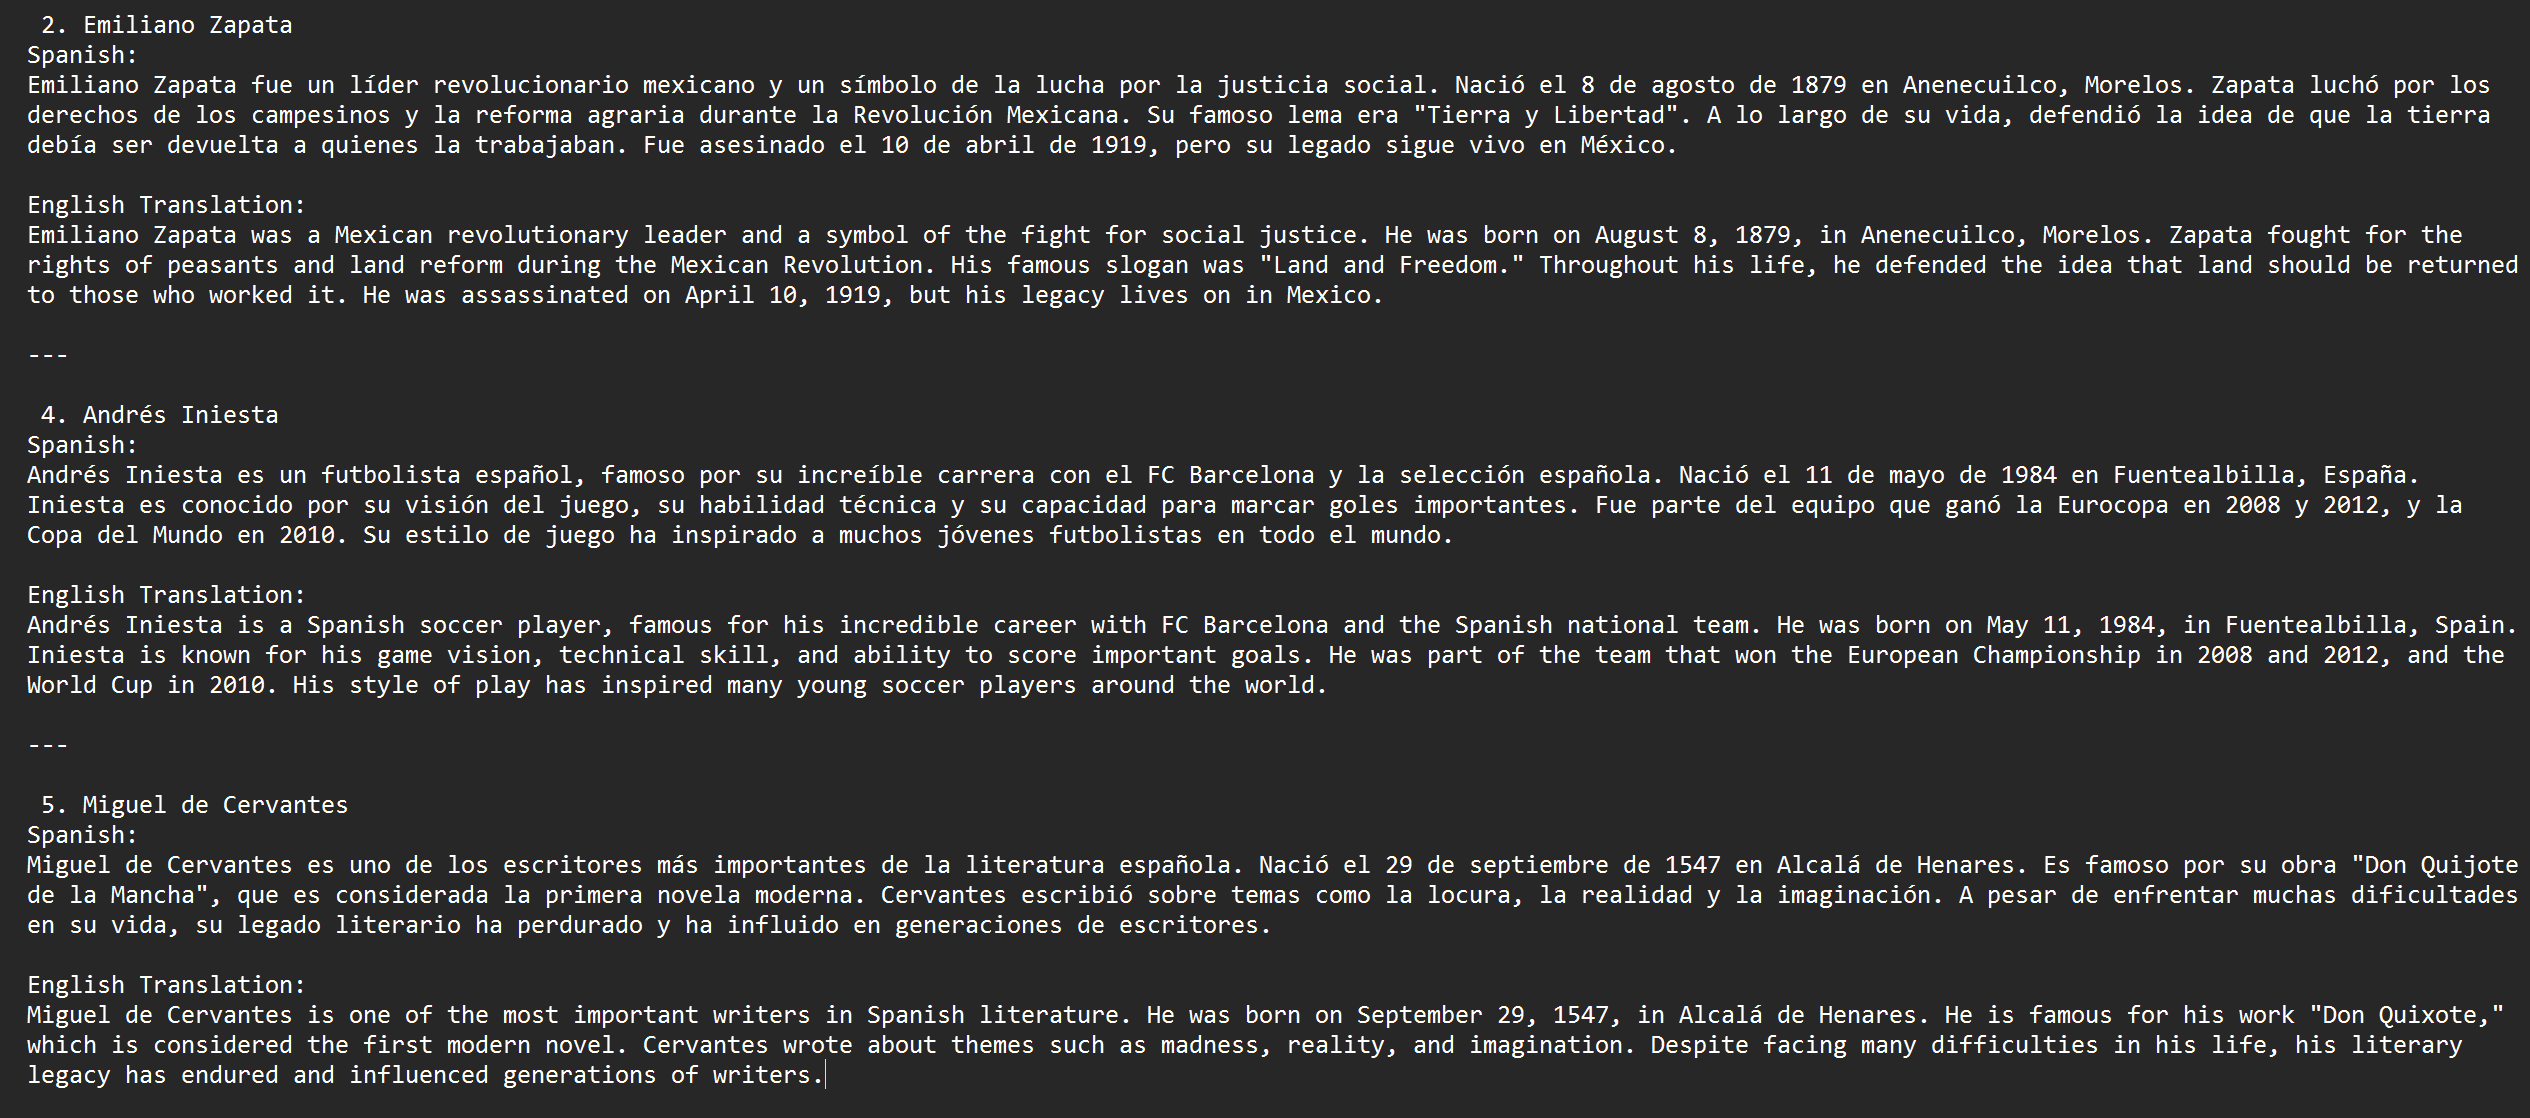 2. Emiliano Zapata
Spanish:
Emiliano Zapata fue un líder revolucionario mexicano y un símbolo de la lucha por la justicia social. Nació el 8 de agosto de 1879 en Anenecuilco, Morelos. Zapata luchó por los
derechos de los campesinos y la reforma agraria durante la Revolución Mexicana. Su famoso lema era "Tierra y Libertad". A lo largo de su vida, defendió la idea de que la tierra
debía ser devuelta a quienes la trabajaban. Fue asesinado el 10 de abril de 1919, pero su legado sigue vivo en México.
English Translation:
Emiliano Zapata was a Mexican revolutionary leader and a symbol of the fight for social justice. He was born on August 8, 1879, in Anenecuilco, Morelos. Zapata fought for the
rights of peasants and land reform during the Mexican Revolution. His famous slogan was "Land and Freedom." Throughout his life, he defended the idea that land should be returned
to those who worked it. He was assassinated on April 10, 1919, but his legacy lives on in Mexico.
---
4. Andrés Iniesta
Spanish:
Andrés Iniesta es un futbolista español, famoso por su increíble carrera con el FC Barcelona y la selección española. Nació el 11 de mayo de 1984 en Fuentealbilla, España.
Iniesta es conocido por su visión del juego, su habilidad técnica y su capacidad para marcar goles importantes. Fue parte del equipo que ganó la Eurocopa en 2008 y 2012, y la
Copa del Mundo en 2010. Su estilo de juego ha inspirado a muchos jóvenes futbolistas en todo el mundo.
English Translation:
Andrés Iniesta is a Spanish soccer player, famous for his incredible career with FC Barcelona and the Spanish national team. He was born on May 11, 1984, in Fuentealbilla, Spain.
Iniesta is known for his game vision, technical skill, and ability to score important goals. He was part of the team that won the European Championship in 2008 and 2012, and the
World Cup in 2010. His style of play has inspired many young soccer players around the world.
---
5. Miguel de Cervantes
Spanish:
Miguel de Cervantes es uno de los escritores más importantes de la literatura española. Nació el 29 de septiembre de 1547 en Alcalá de Henares. Es famoso por su obra "Don Quijote
de la Mancha", que es considerada la primera novela moderna. Cervantes escribió sobre temas como la locura, la realidad y la imaginación. A pesar de enfrentar muchas dificultades
en su vida, su legado literario ha perdurado y ha influido en generaciones de escritores.
English Translation:
Miguel de Cervantes is one of the most important writers in Spanish literature. He was born on September 29, 1547, in Alcalá de Henares. He is famous for his work "Don Quixote,"
which is considered the first modern novel. Cervantes wrote about themes such as madness, reality, and imagination. Despite facing many difficulties in his life, his literary
legacy has endured and influenced generations of writers.